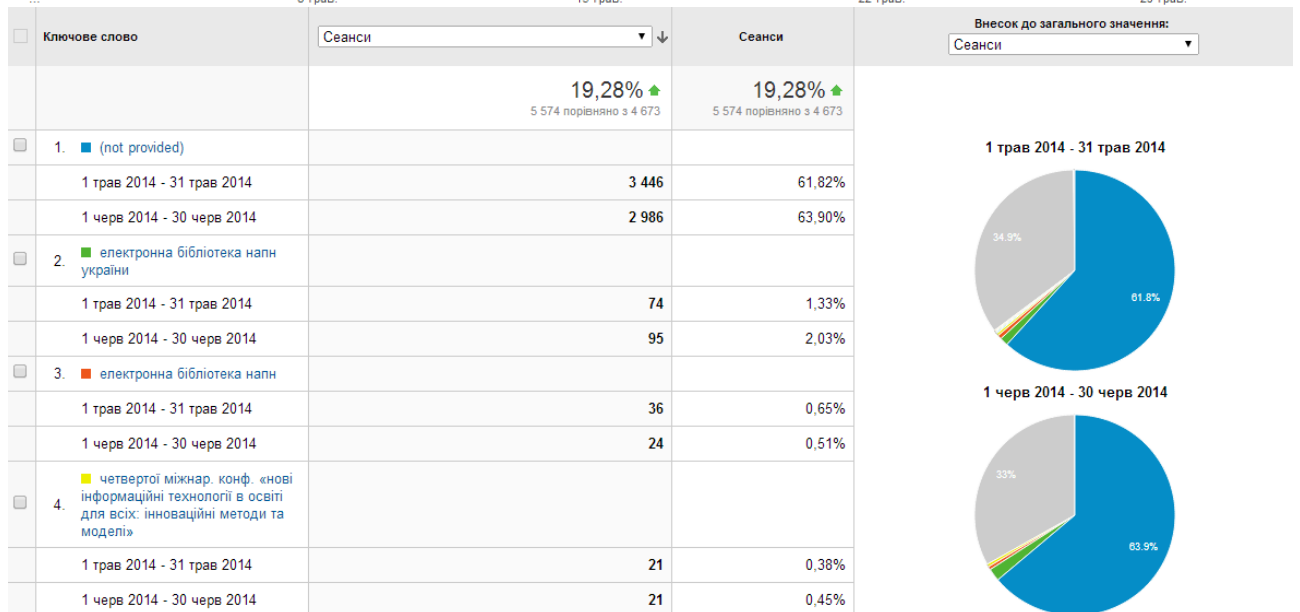 Ключове слово
Сеанси
Сеанси
Внесок до загального значення:
Сеанси
19,28%
5 574 порівняно з 4 673
19,28%
5 574 порівняно з 4 673
1. (not provided)
1 трав 2014 - 31 трав 2014 3 446 61,82%
1 черв 2014 - 30 черв 2014 2 986 63,90%
2. електронна бібліотека напн
україни
1 трав 2014 - 31 трав 2014 74 1,33%
1 черв 2014 - 30 черв 2014 95 2,03%
3. електронна бібліотека напн
1 трав 2014 - 31 трав 2014 36 0,65%
1 черв 2014 - 30 черв 2014 24 0,51%
4. четвертої міжнар. конф. «нові
інформаційні технології в освіті
для всіх: інноваційні методи та
моделі»
1 трав 2014 - 31 трав 2014 21 0,38%
1 черв 2014 - 30 черв 2014 21 0,45%
1 трав 2014 - 31 трав 2014
34.9%
61.8%
1 черв 2014 - 30 черв 2014
33%
63.9%